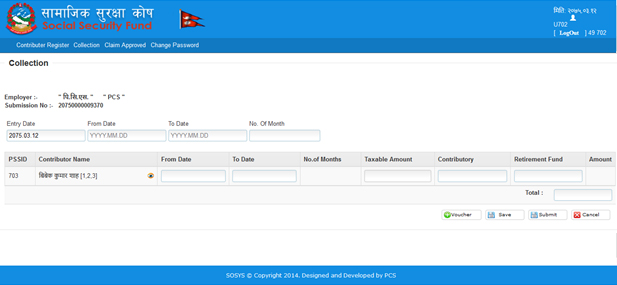 सामाजिक सुरक्षा कोष
Social Security Fund
मिति: २०७५.०३.१२
U702
[ LogOut ] 49 702
Contributer Register Collection Claim Approved Change Password
Collection
Employer :- " पि.सि.एस. " " PCS "
Submission No :- 20750000009370
Entry Date From Date To Date No. Of Month
2075.03.12 YYYY.MM.DD YYYY.MM.DD
PSSID Contributor Name From Date To Date No.of Months Taxable Amount Contributory Retirement Fund Amount
703 बिबेक कुमार साह [1,2,3]
Total :
Voucher Save Submit Cancel
SOSYS © Copyright 2014. Designed and Developed by PCS